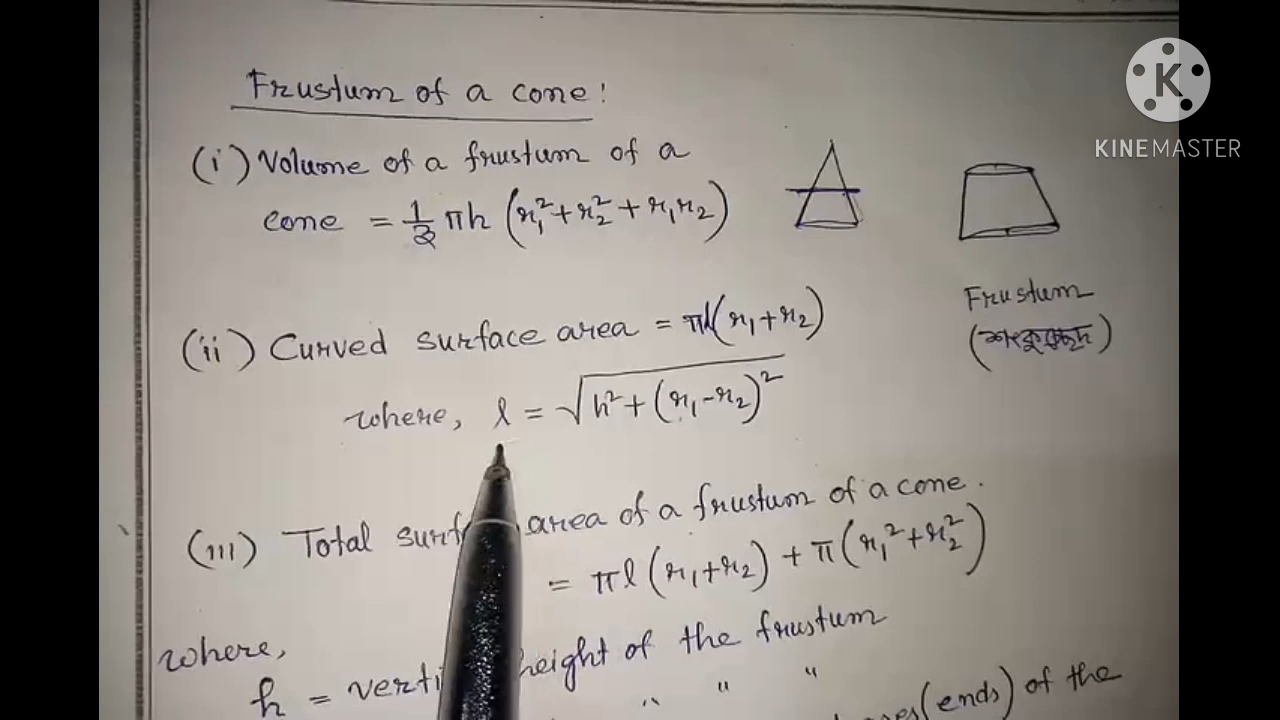 Frustum of a cone:
(i) Volume of a frustum of a
cone = 1/3 πh (r₁² + r₂² + r₁r₂)
(ii) Curved surface area = πl(r₁+r₂)
where, l = √(h² + (r₁-r₂)²)
Frustum
(III) Total area of a frustum of a cone.
= πl (r₁+r₂) + π(r₁²+r₂²)
where,
h = height of the frustum
" " "
(ends) of the
K
KINEMASTER